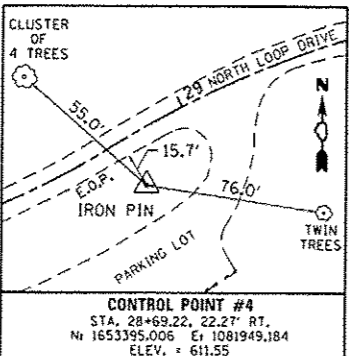 CLUSTER
OF
4 TREES
L29 NORTH LOOP DRIVE
N
55.0'
15.7'
E.O.P.
76.0'
IRON PIN
TWIN
TREES
PARKING LOT
CONTROL POINT #4
STA. 28+69.22, 22.27' RT.
N: 1653395.006 E: 1081949.184
ELEV. = 611.55